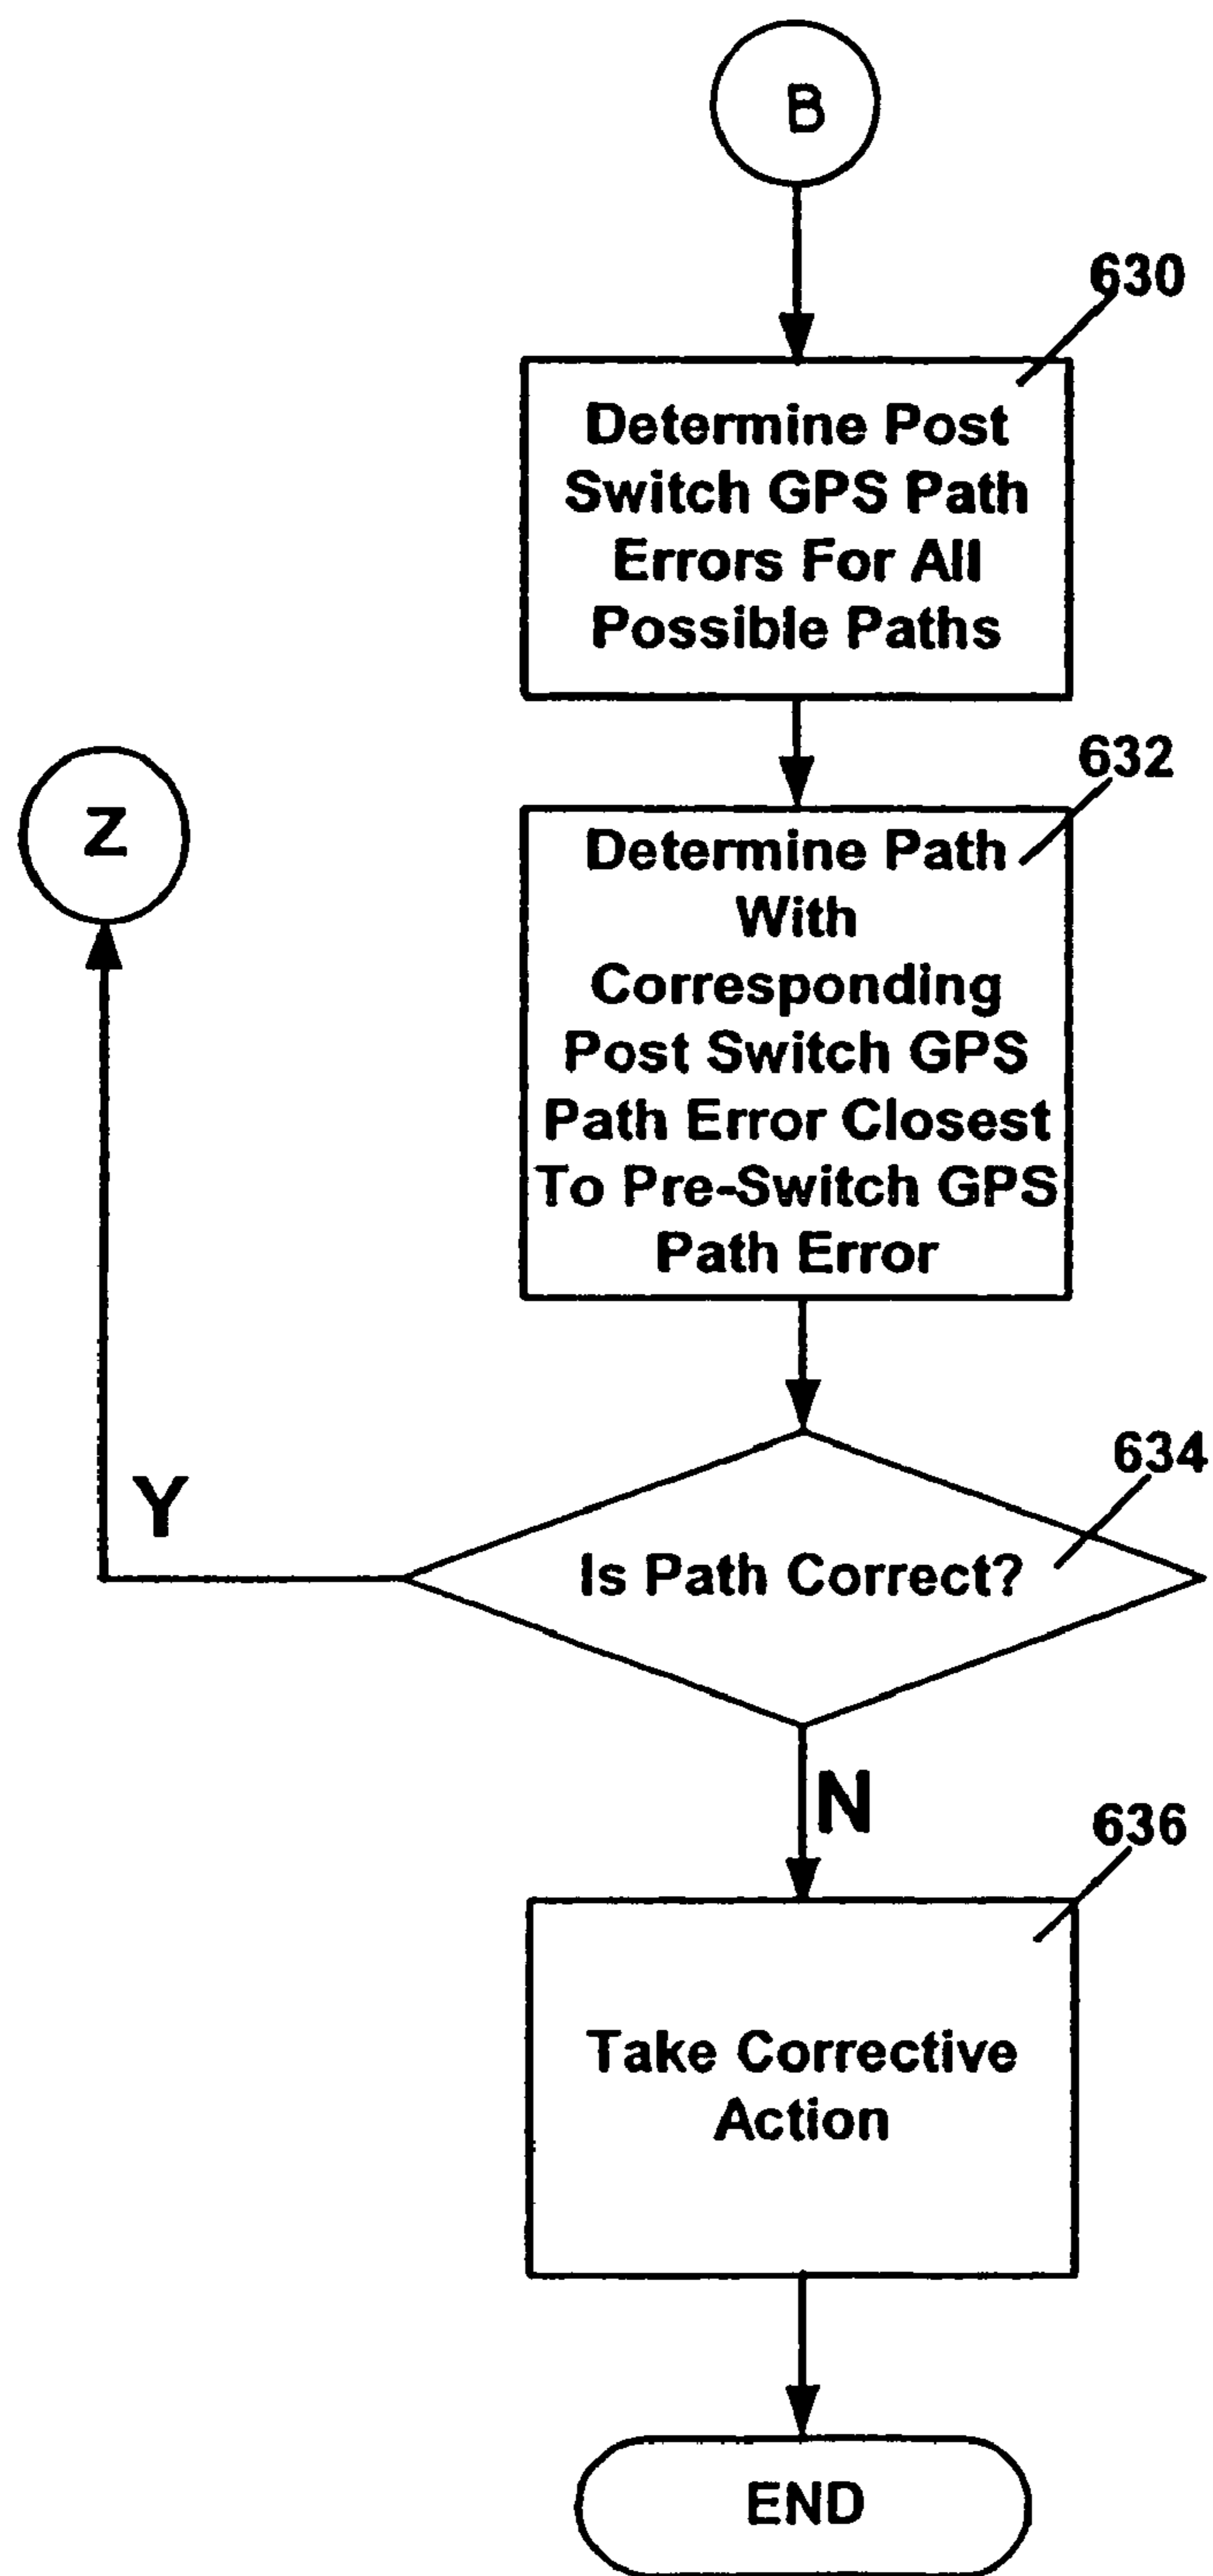 B
630
Determine Post
Switch GPS Path
Errors For All
Possible Paths
632
Z
Determine Path
With
Corresponding
Post Switch GPS
Path Error Closest
To Pre-Switch GPS
Path Error
634
Y
Is Path Correct?
N
636
Take Corrective
Action
END